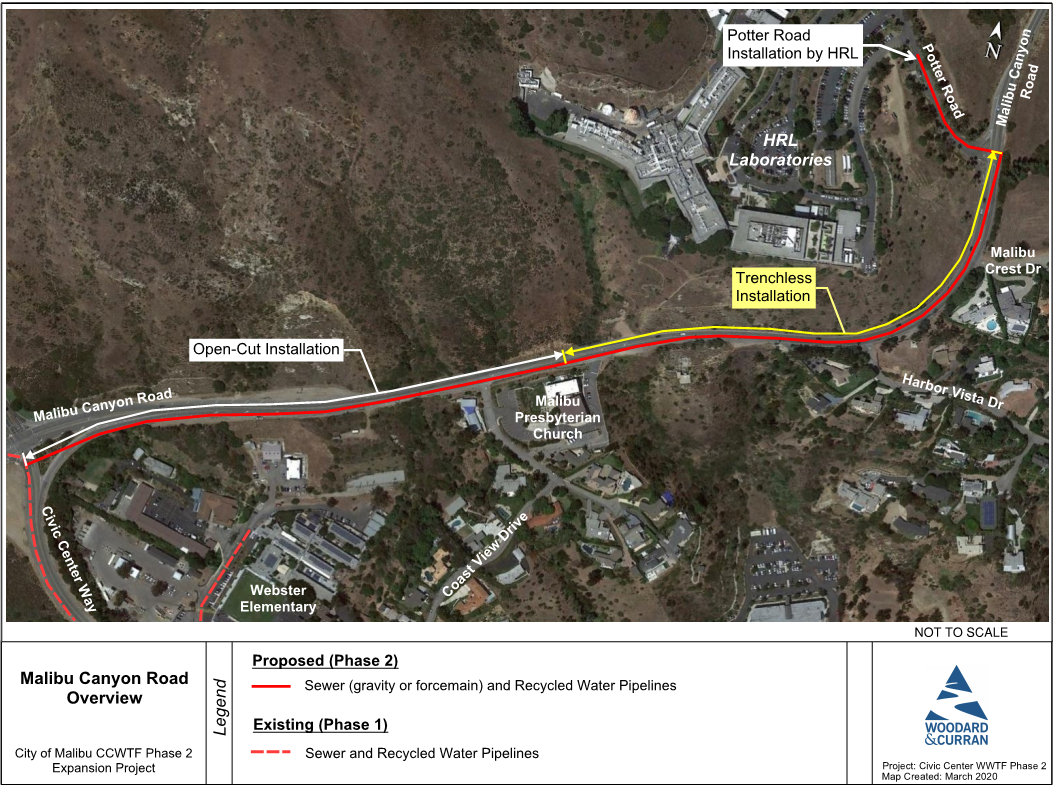 Potter Road
Installation by HRL
N
Potter Road
Malibu Canyon
Road
HRL
Laboratories
Malibu
Crest Dr
Trenchless
Installation
Open-Cut Installation
Malibu Canyon Road
Harbor Vista Dr
Malibu
Presbyterian
Church
Civic Center Way
Coast View Drive
Webster
Elementary
NOT TO SCALE
Malibu Canyon Road
Overview
City of Malibu CCWTF Phase 2
Expansion Project
Legend
Proposed (Phase 2)
Sewer (gravity or forcemain) and Recycled Water Pipelines
Existing (Phase 1)
Sewer and Recycled Water Pipelines
WOODARD
&CURRAN
Project: Civic Center WWTF Phase 2
Map Created: March 2020